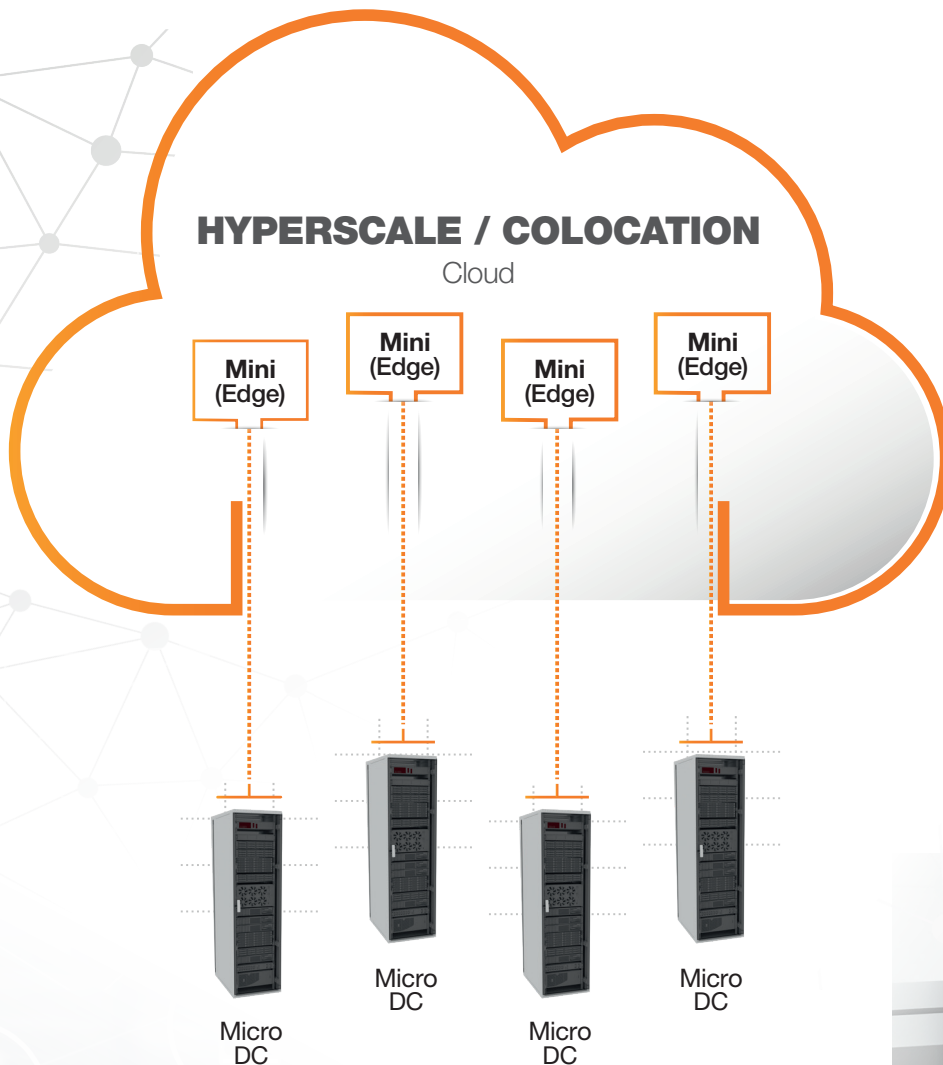 HYPERSCALE / COLOCATION
Cloud
Mini
(Edge)
Mini
(Edge)
Mini
(Edge)
Mini
(Edge)
Micro
DC
Micro
DC
Micro
DC
Micro
DC